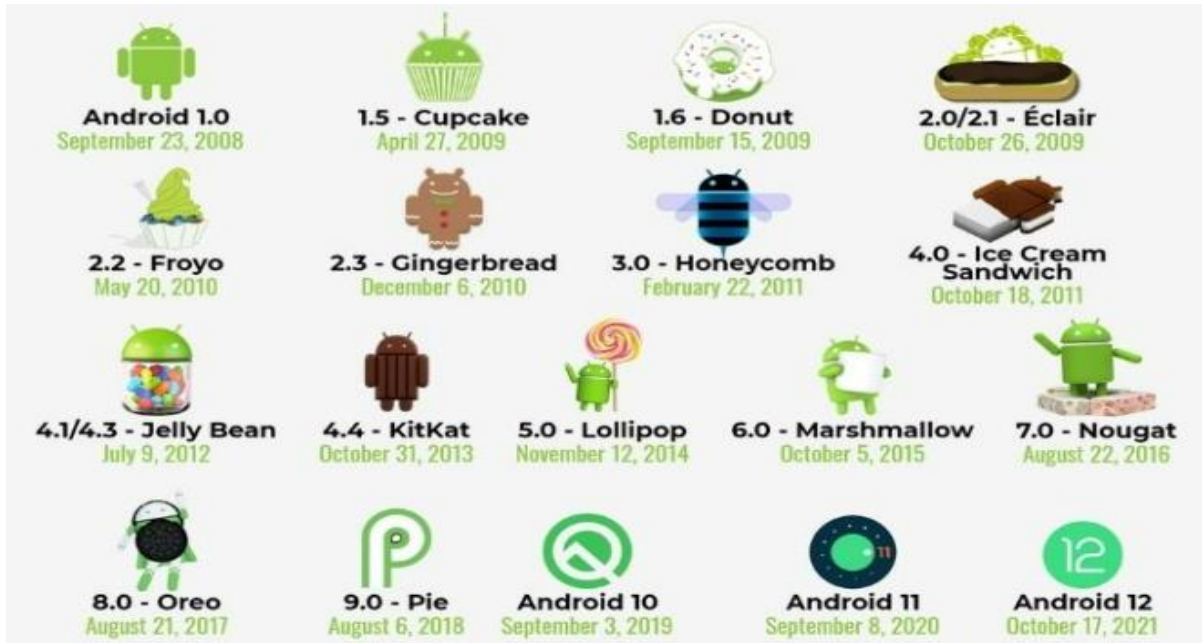 Android 1.0
September 23, 2008
1.5 - Cupcake
April 27, 2009
1.6 - Donut
September 15, 2009
2.0/2.1 - Éclair
October 26, 2009
2.2 - Froyo
May 20, 2010
2.3 - Gingerbread
December 6, 2010
3.0 - Honeycomb
February 22, 2011
4.0 - Ice Cream
Sandwich
October 18, 2011
4.1/4.3 - Jelly Bean
July 9, 2012
4.4 - KitKat
October 31, 2013
5.0 - Lollipop
November 12, 2014
6.0 - Marshmallow
October 5, 2015
7.0 - Nougat
August 22, 2016
8.0 - Oreo
August 21, 2017
9.0 - Pie
August 6, 2018
Android 10
September 3, 2019
11
Android 11
September 8, 2020
12
Android 12
October 17, 2021